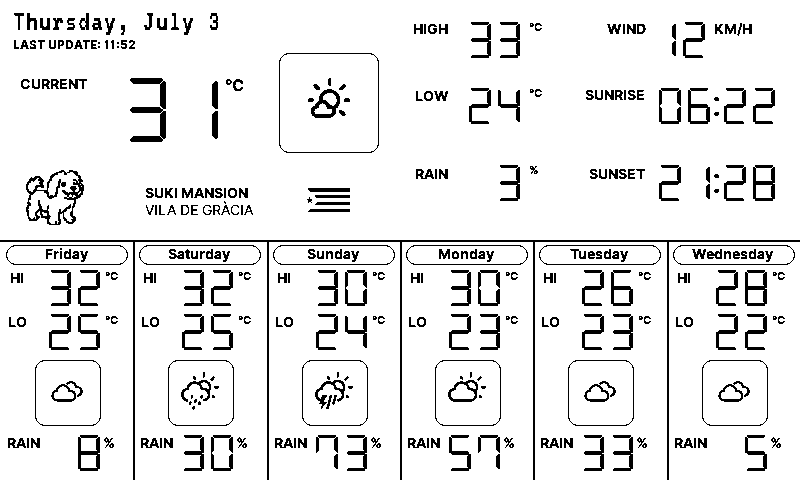 Thursday, July 3
LAST UPDATE: 11:52
CURRENT 31 °C
HIGH 33 °C
WIND 12 KM/H
LOW 24 °C
SUNRISE 06:22
RAIN 3 %
SUNSET 21:28
SUKI MANSION
VILA DE GRÀCIA
Friday
HI 32 °C
LO 25 °C
RAIN 8 %
Saturday
HI 32 °C
LO 25 °C
RAIN 30 %
Sunday
HI 30 °C
LO 24 °C
RAIN 73 %
Monday
HI 30 °C
LO 23 °C
RAIN 57 %
Tuesday
HI 26 °C
LO 23 °C
RAIN 33 %
Wednesday
HI 28 °C
LO 22 °C
RAIN 5 %